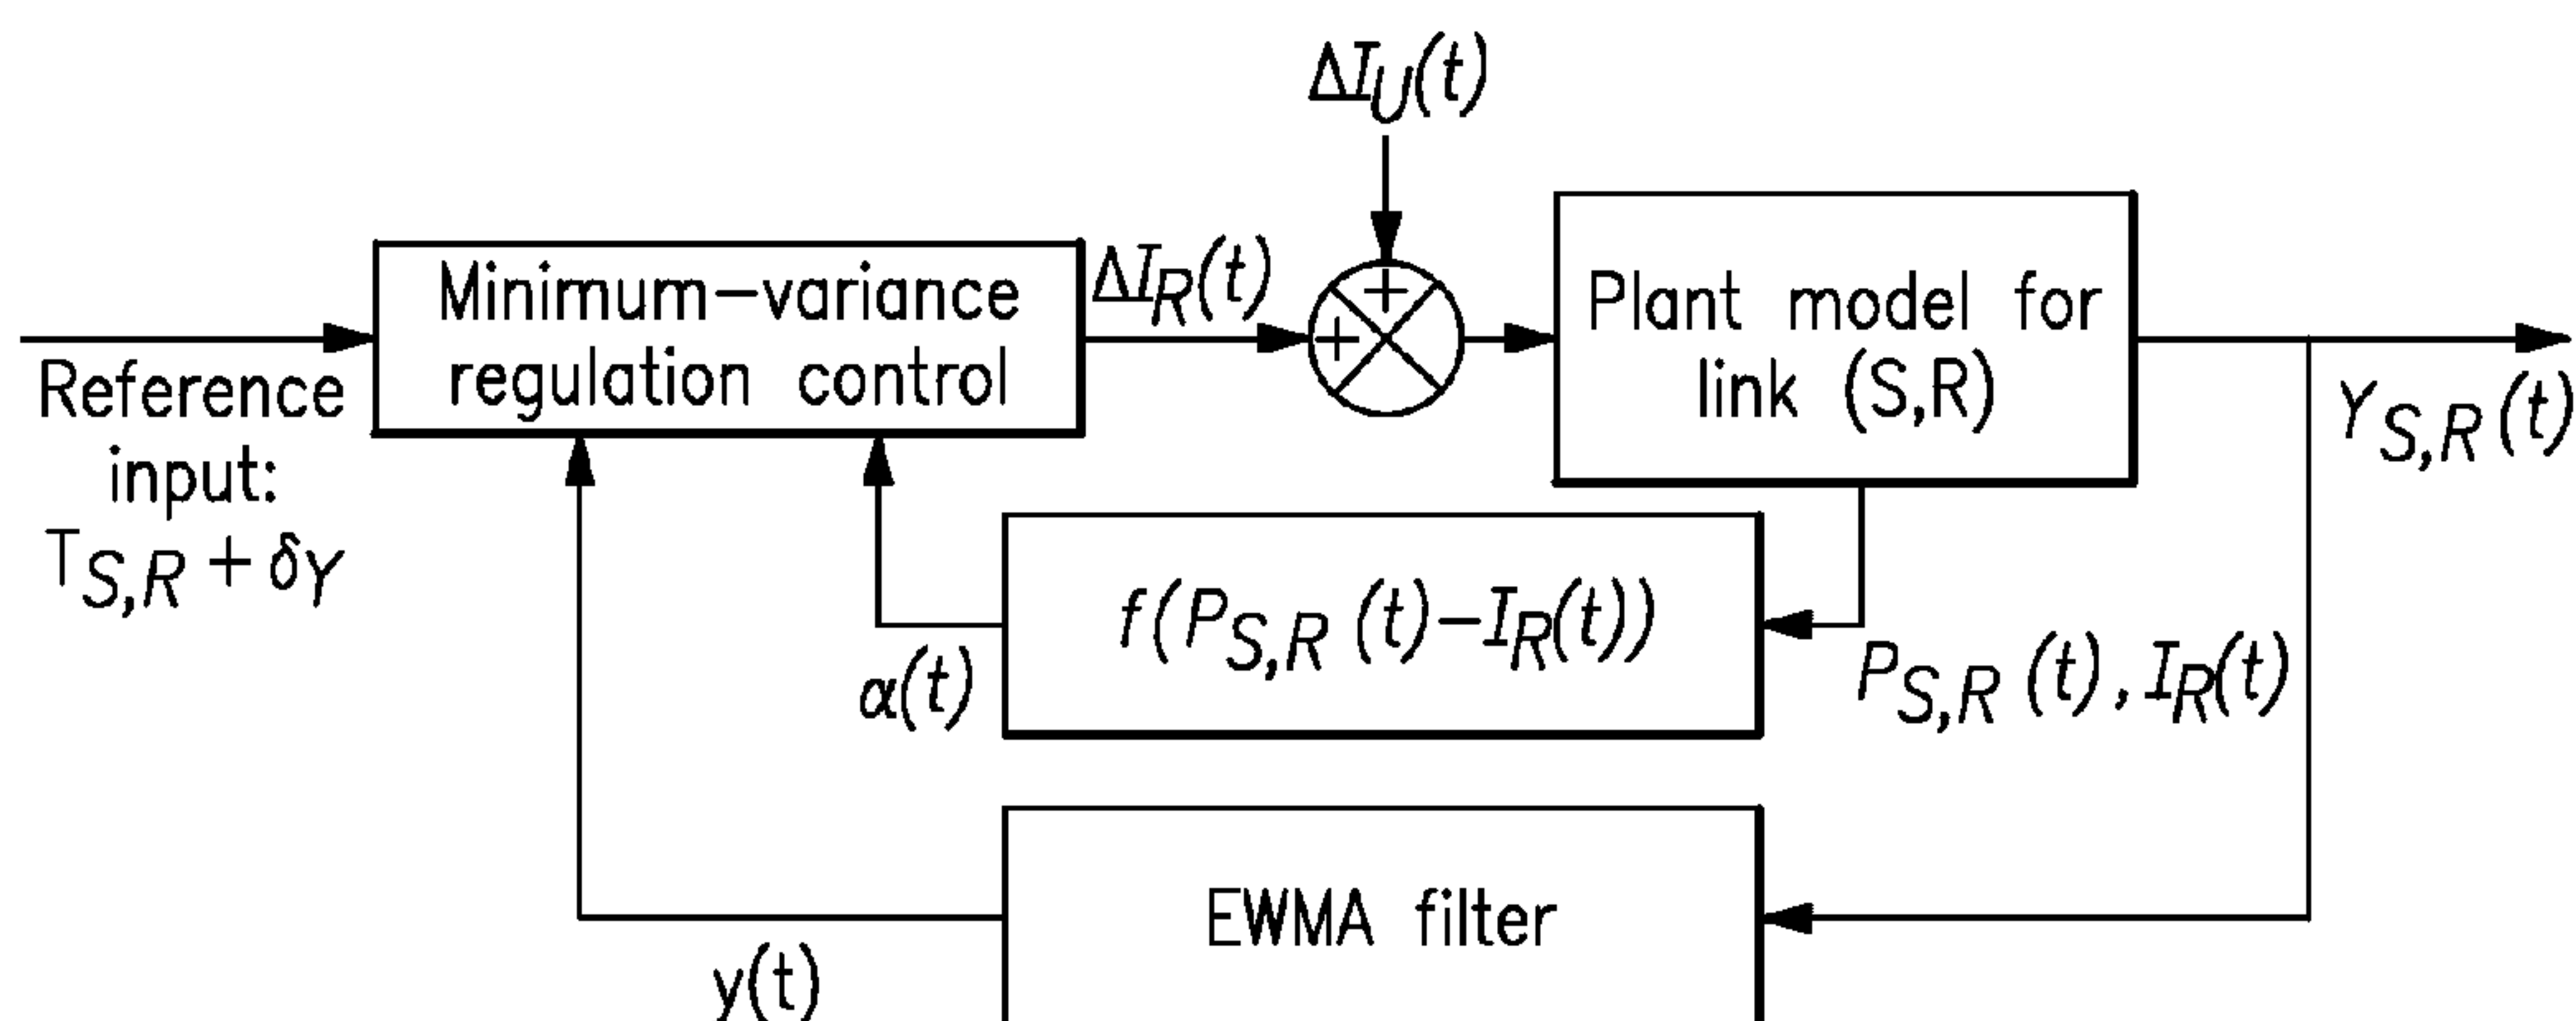 ΔI_U(t)
Minimum-variance
regulation control
ΔI_R(t)
+
+
Plant model for
link (S,R)
Reference
input:
T_S,R + δ_Y
Y_S,R (t)
f(P_S,R (t)-I_R(t))
α(t)
P_S,R (t), I_R(t)
EWMA filter
y(t)